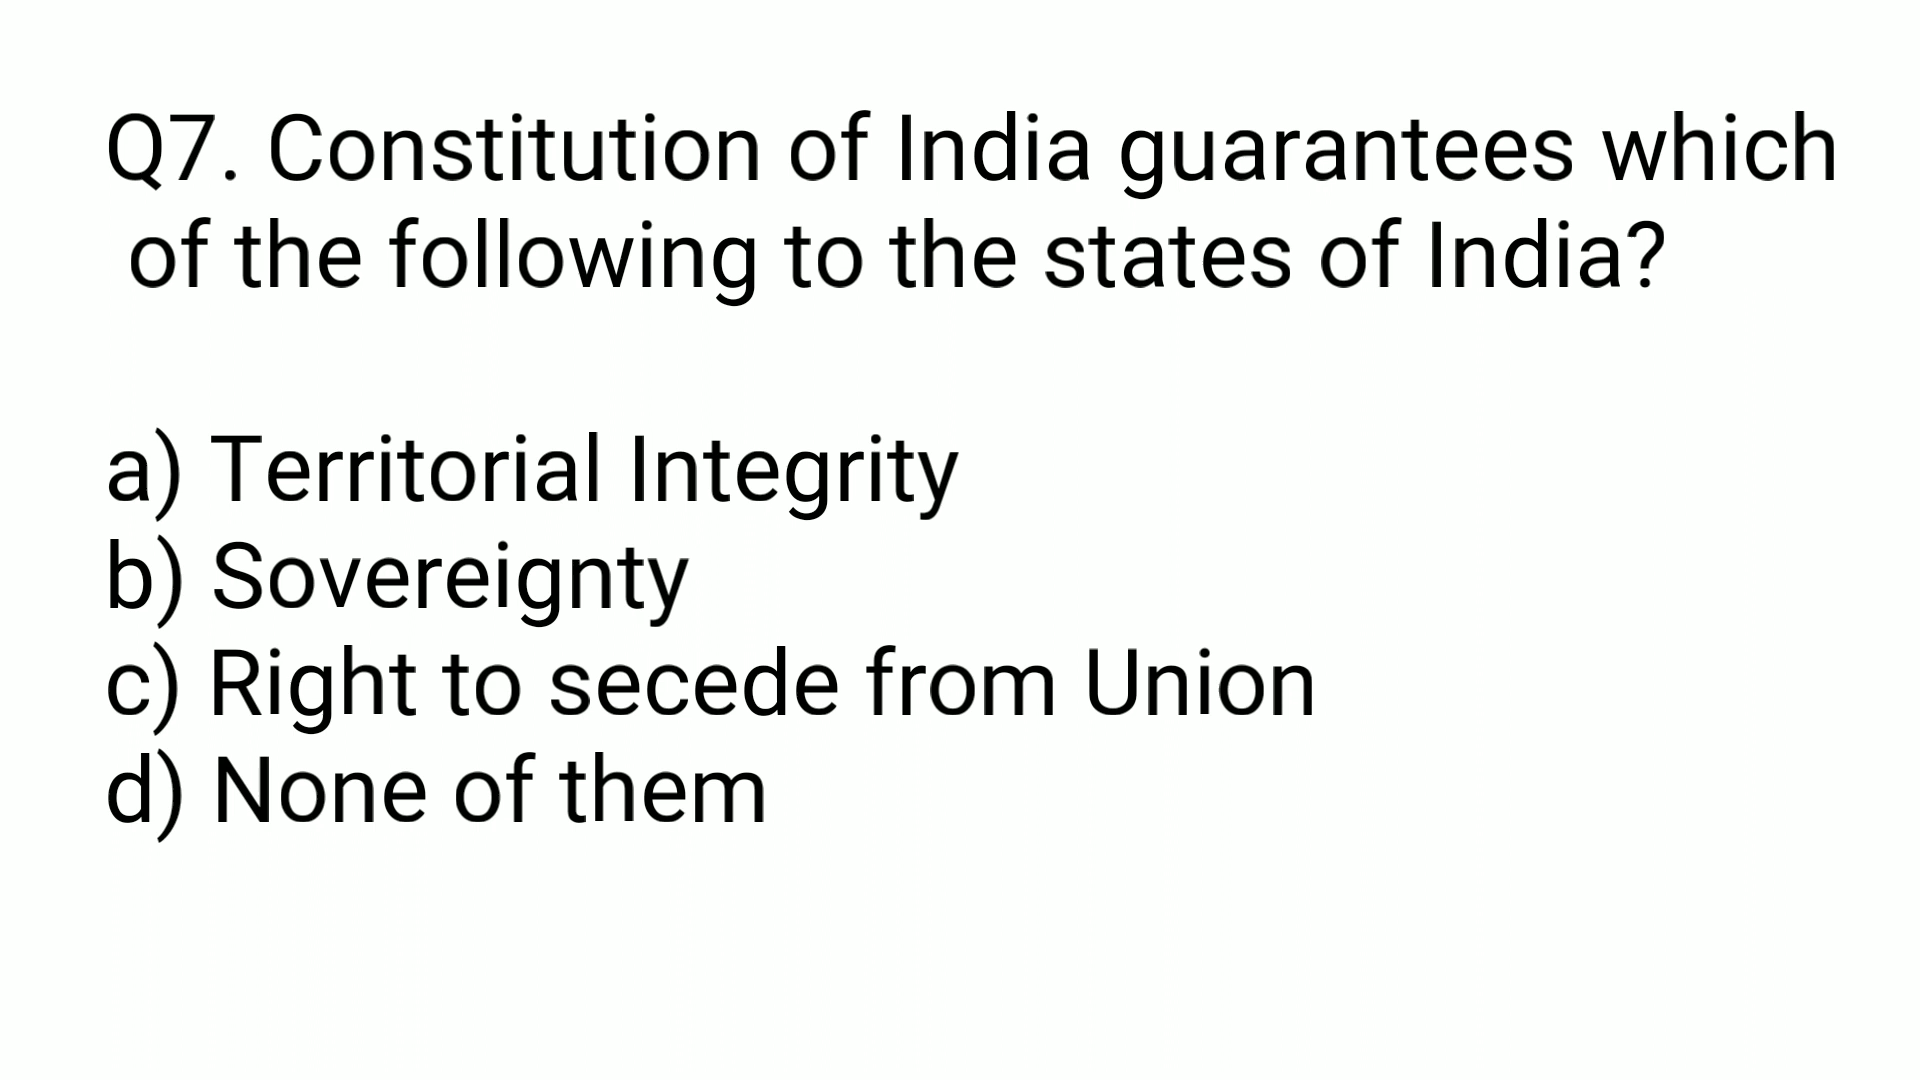 Q7. Constitution of India guarantees which
of the following to the states of India?
a) Territorial Integrity
b) Sovereignty
c) Right to secede from Union
d) None of them